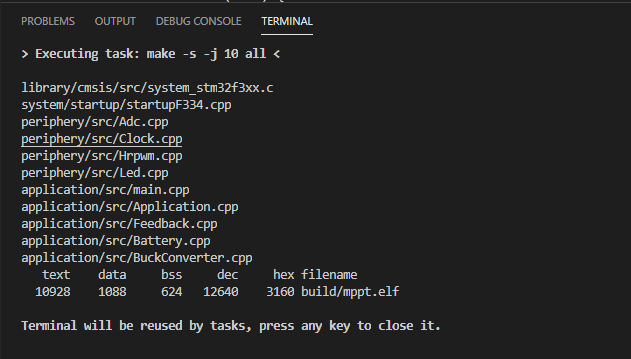 PROBLEMS OUTPUT DEBUG CONSOLE TERMINAL
> Executing task: make -s -j 10 all <
library/cmsis/src/system_stm32f3xx.c
system/startup/startupF334.cpp
periphery/src/Adc.cpp
periphery/src/Clock.cpp
periphery/src/Hrpwm.cpp
periphery/src/Led.cpp
application/src/main.cpp
application/src/Application.cpp
application/src/Feedback.cpp
application/src/Battery.cpp
application/src/BuckConverter.cpp
text data bss dec hex filename
10928 1088 624 12640 3160 build/mppt.elf
Terminal will be reused by tasks, press any key to close it.